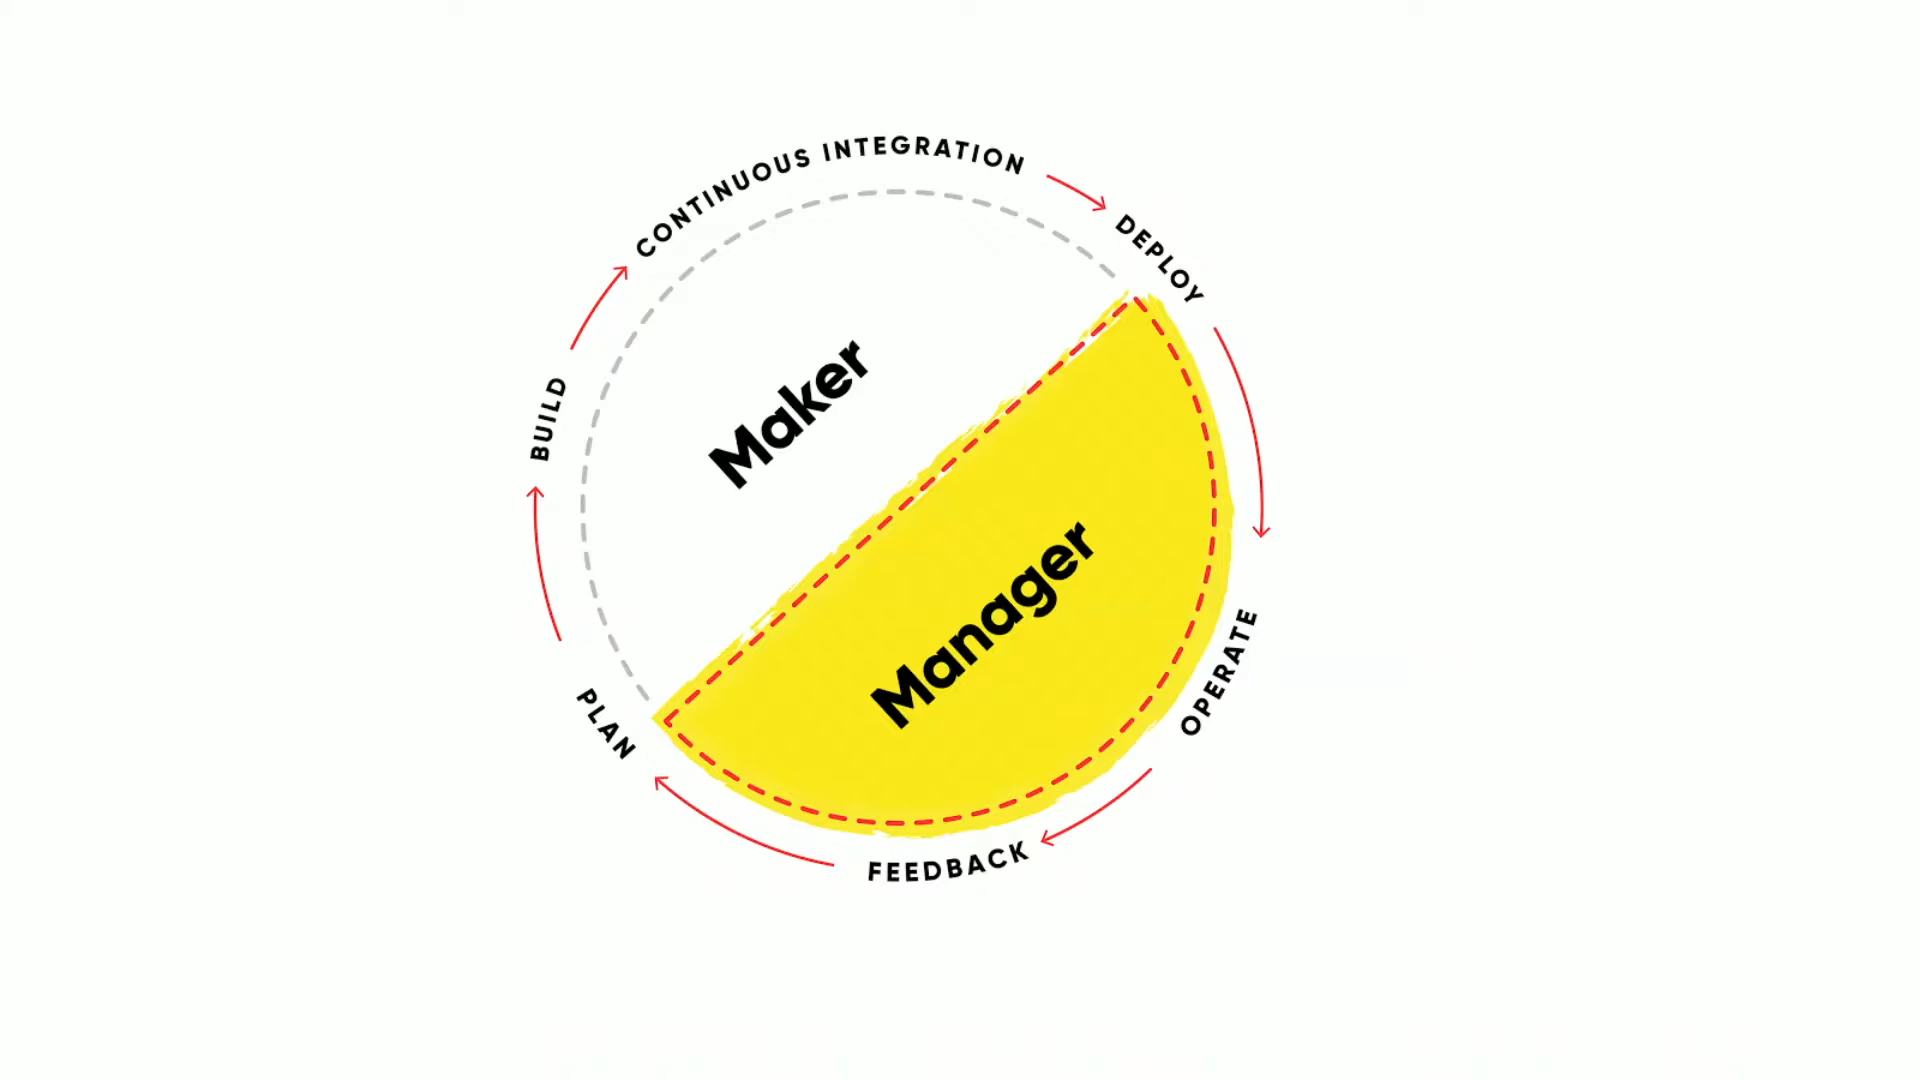 CONTINUOUS INTEGRATION
DEPLOY
OPERATE
FEEDBACK
PLAN
BUILD
Maker
Manager